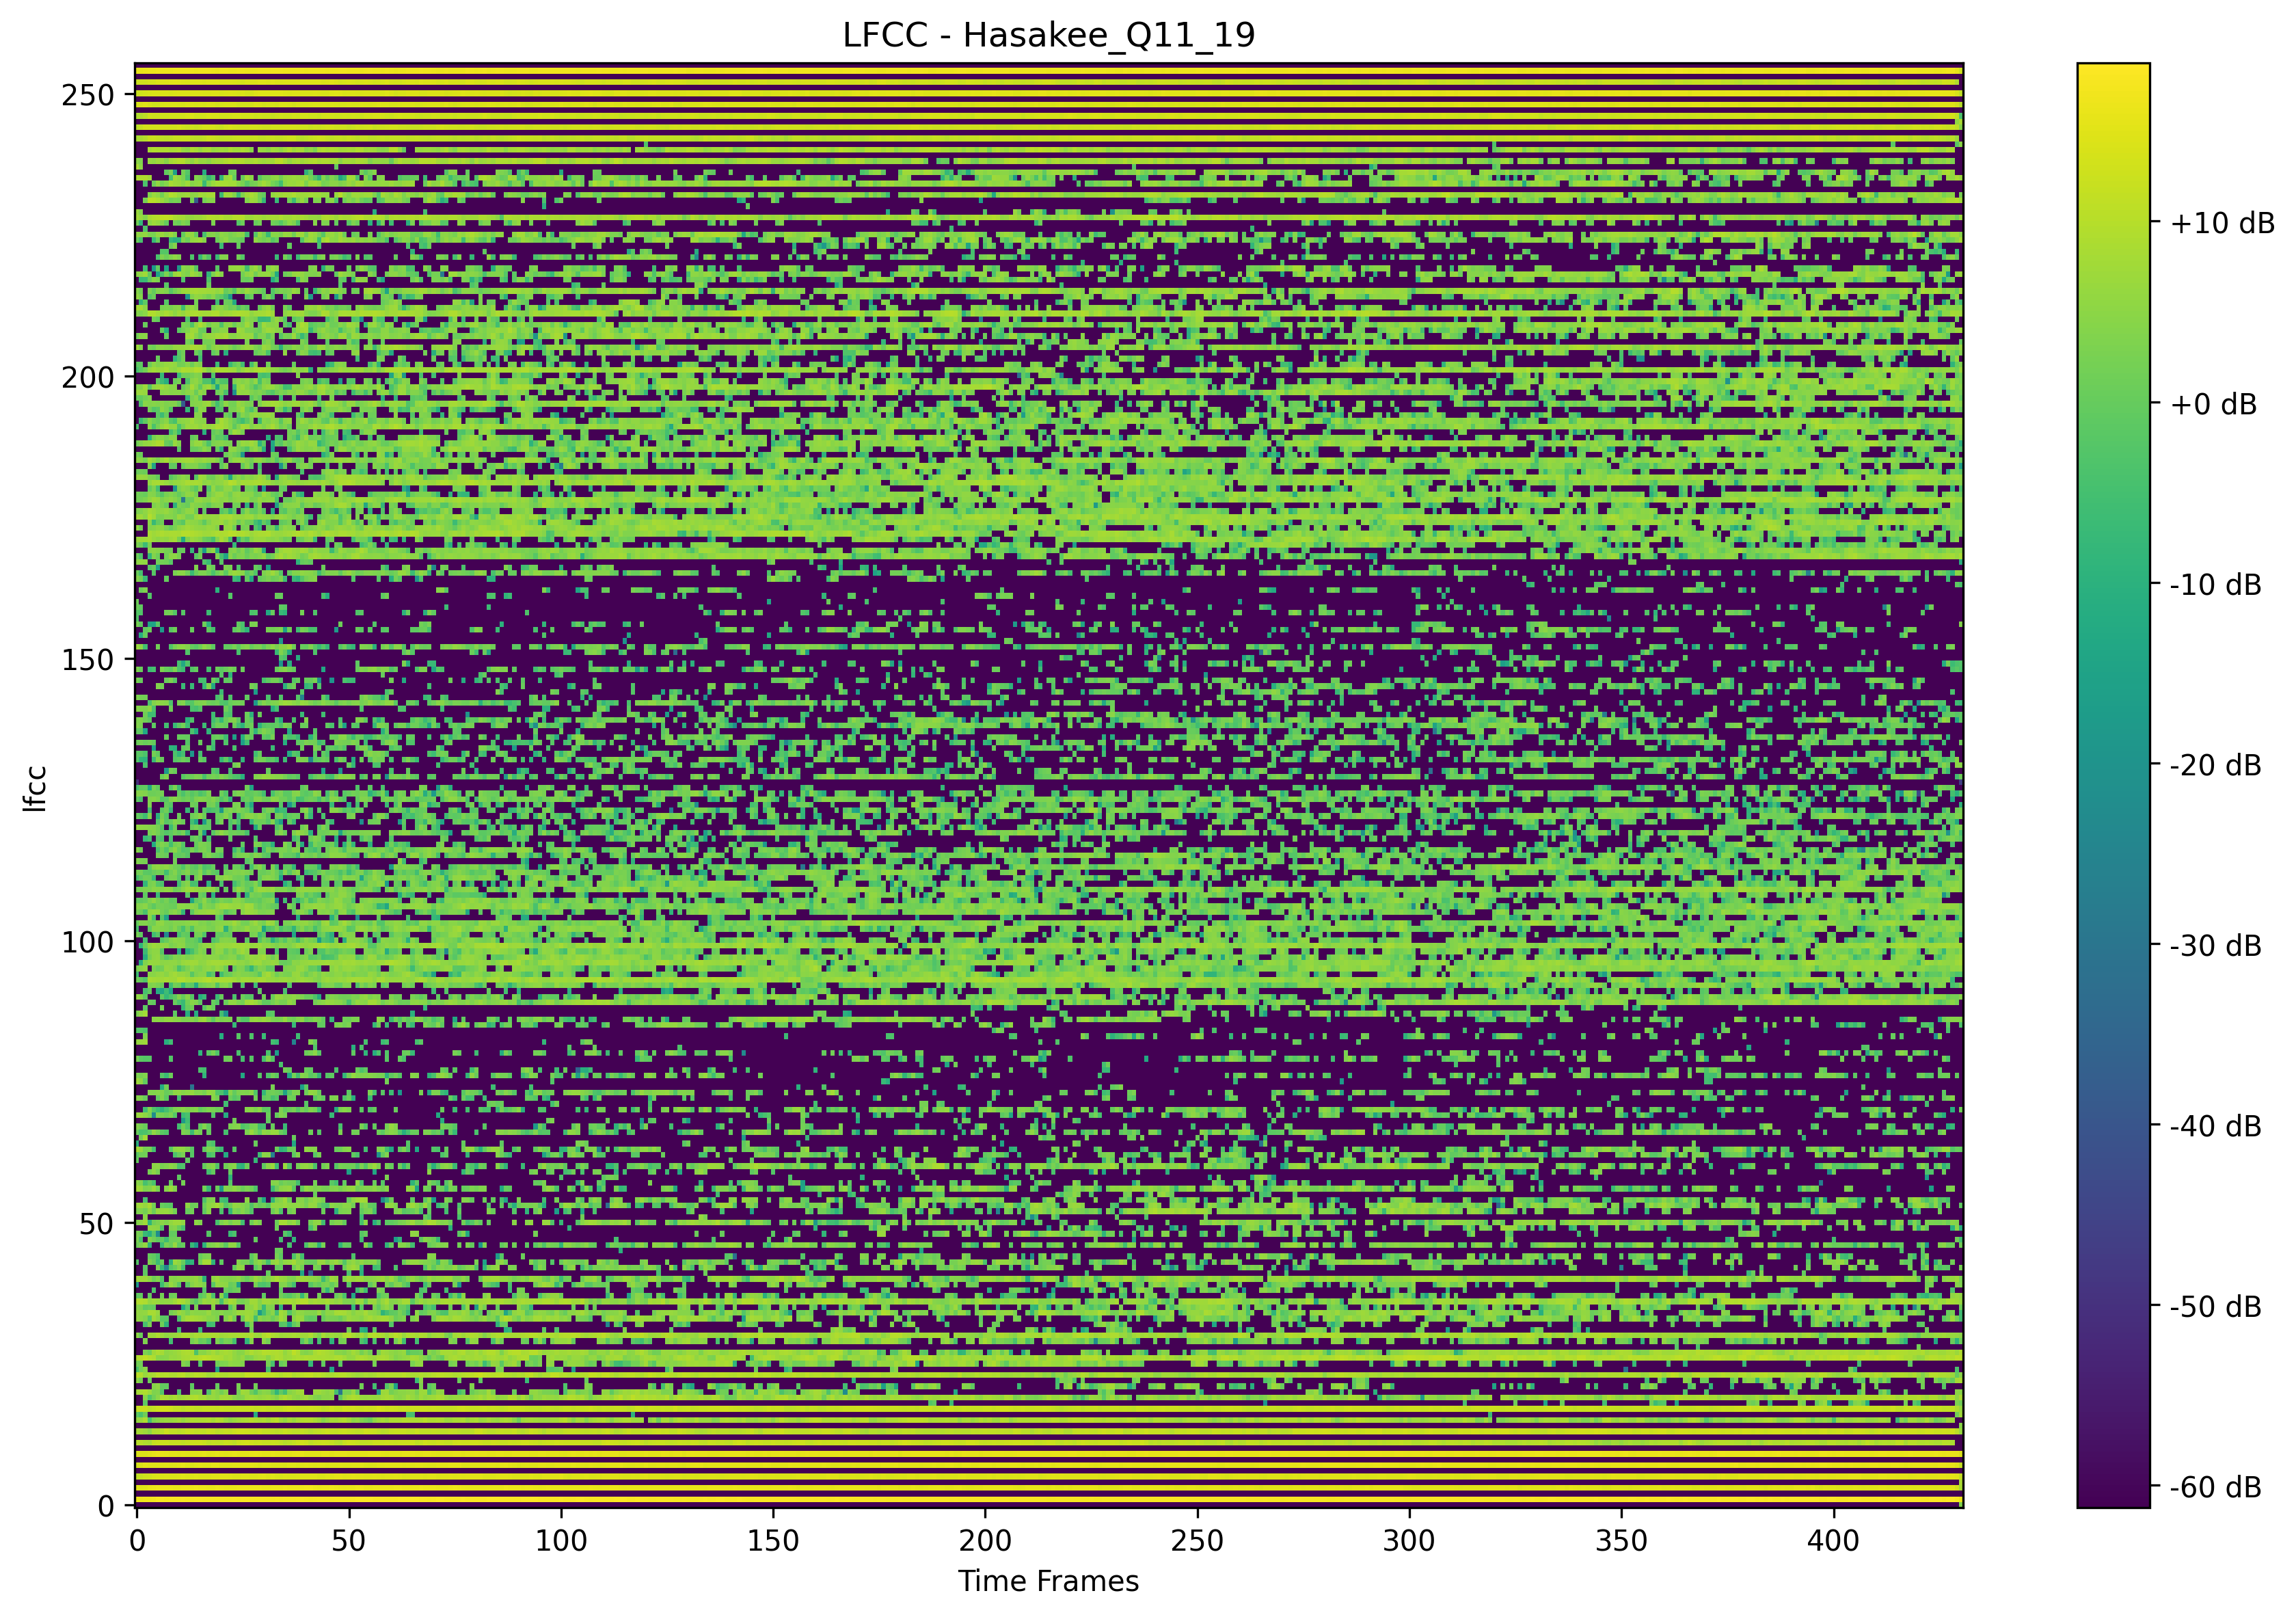 LFCC - Hasakee_Q11_19
250
200
150
100
50
0
lfcc
0 50 100 150 200 250 300 350 400
Time Frames
+10 dB
+0 dB
-10 dB
-20 dB
-30 dB
-40 dB
-50 dB
-60 dB